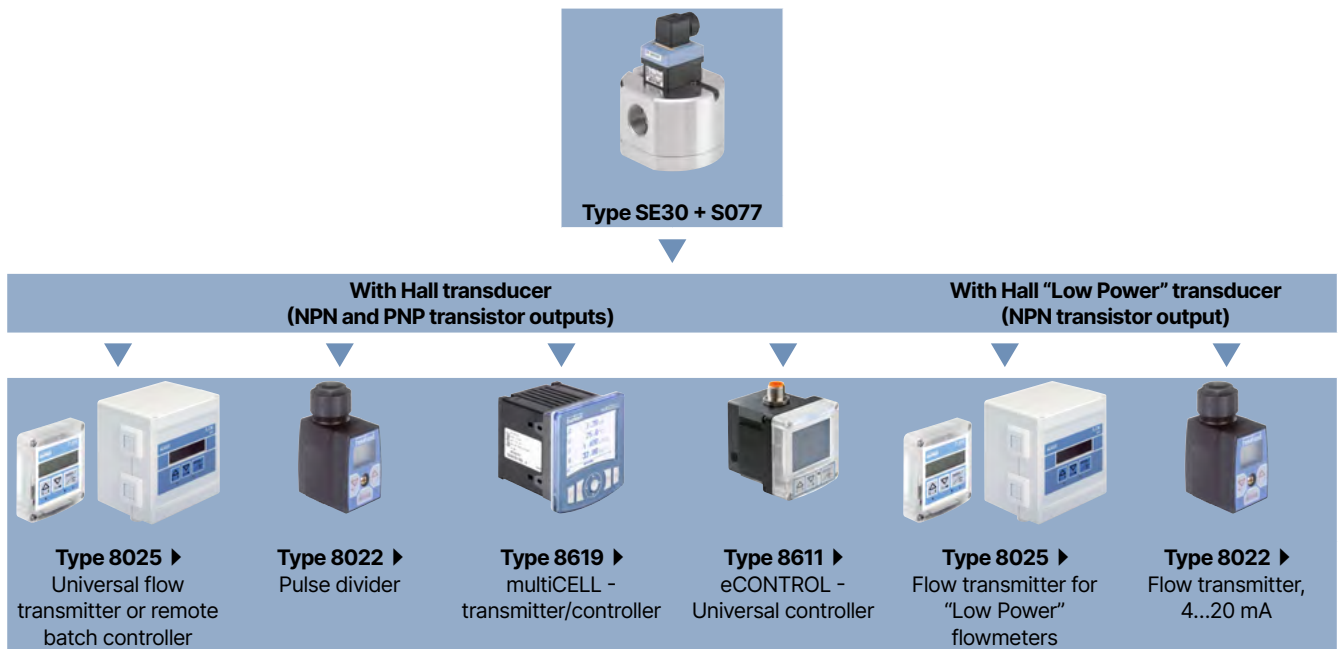 Type SE30 + S077
With Hall transducer
(NPN and PNP transistor outputs)
With Hall “Low Power” transducer
(NPN transistor output)
Type 8025
Universal flow
transmitter or remote
batch controller
Type 8022
Pulse divider
Type 8619
multiCELL -
transmitter/controller
Type 8611
eCONTROL -
Universal controller
Type 8025
Flow transmitter for
“Low Power”
flowmeters
Type 8022
Flow transmitter,
4...20 mA